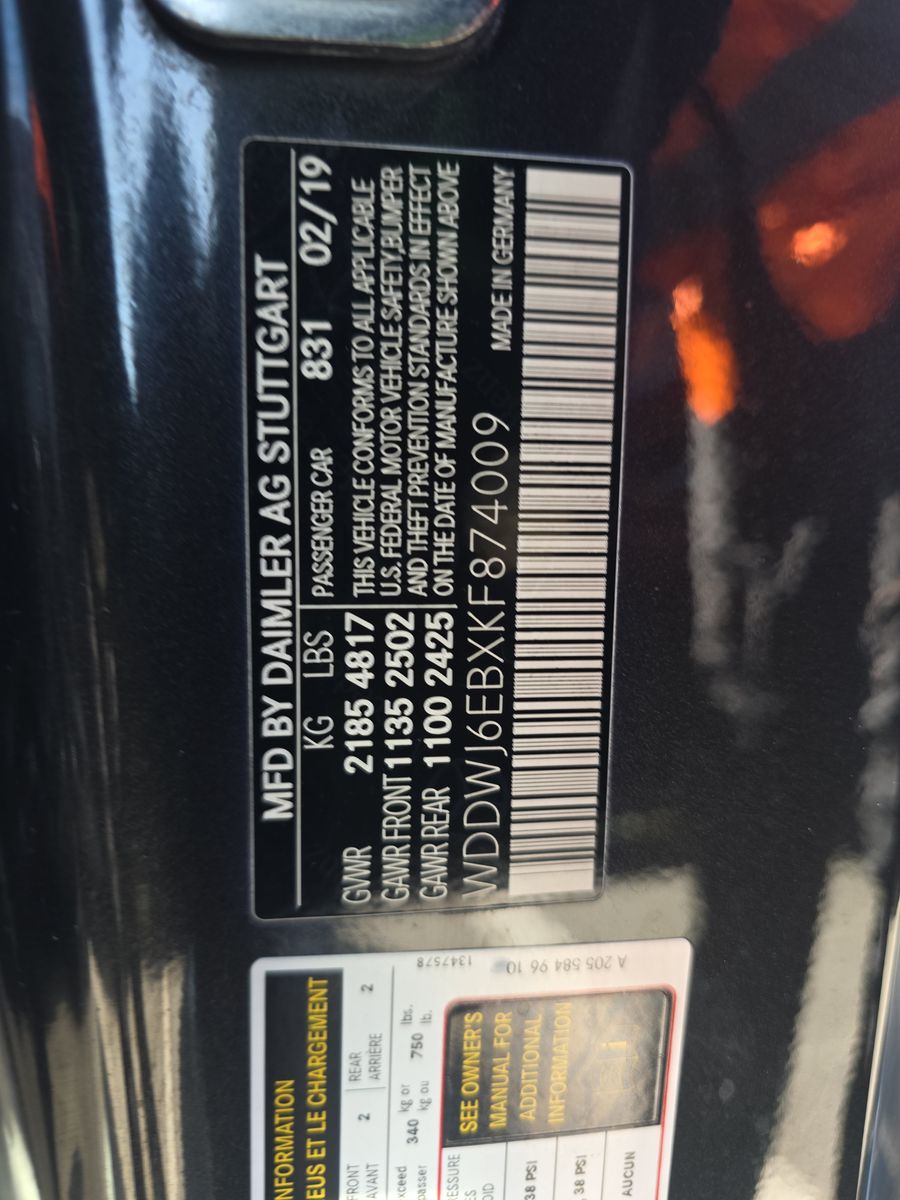 MFD BY DAIMLER AG STUTTGART
KG LBS PASSENGER CAR 831 02/19
GVWR 2185 4817 THIS VEHICLE CONFORMS TO ALL APPLICABLE
GAWR FRONT 1135 2502 U.S. FEDERAL MOTOR VEHICLE SAFETY,BUMPER
GAWR REAR 1100 2425 AND THEFT PREVENTION STANDARDS IN EFFECT
ON THE DATE OF MANUFACTURE SHOWN ABOVE
WDDWJ6EBXKF874009 MADE IN GERMANY
NFORMATION
EUS ET LE CHARGEMENT
FRONT 2 REAR 2
AVANT ARRIÈRE
xceed 340 kg or 750 lbs.
passer kg ou lb.
1347578
A 205 584 96 10
ESSURE
38 PSI
38 PSI
AUCUN
SEE OWNER'S
MANUAL FOR
ADDITIONAL
INFORMATION